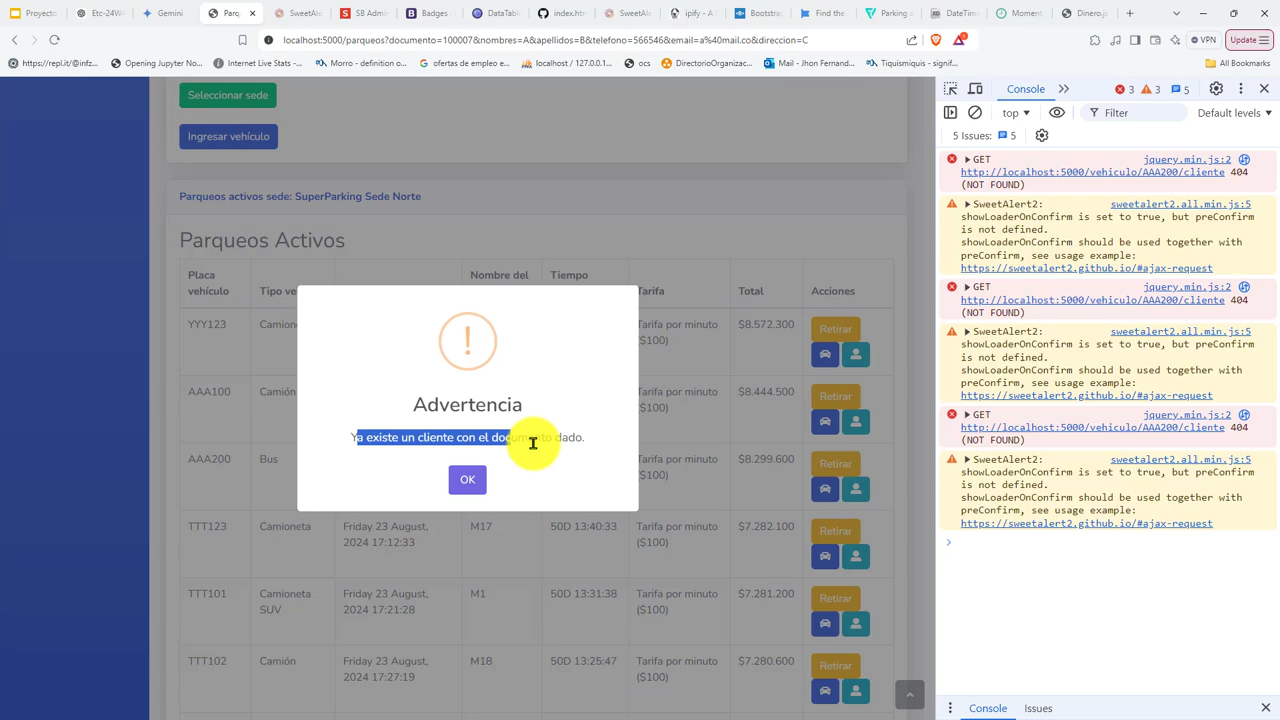 Proyecto
Etc-24W
Gemini
Parq
SweetAle
SB Admin
Badges -
DataTabl
index.htm
SweetAl
ipify - A
Bootstrap
Find the
Parking a
DateTime
Moment.
Dinero.js
localhost:5000/parqueos?documento=100007&nombres=A&apellidos=B&telefono=566546&email=a%40mail.co&direccion=C
VPN
Update
https://repl.it/@intz...
Opening Jupyter No...
Internet Live Stats -...
Morro - definition o...
ofertas de empleo e...
localhost / 127.0.0.1...
ocs
DirectorioOrganizac...
Mail - Jhon Fernand...
Tiquismiquis - signif...
All Bookmarks
Seleccionar sede
Ingresar vehículo
Parqueos activos sede: SuperParking Sede Norte
Parqueos Activos
Placa vehículo
Tipo ve
Nombre del
Tiempo
Tarifa
Total
Acciones
YYY123
Camione
Tarifa por minuto ($100)
$8.572.300
Retirar
AAA100
Camión
Tarifa por minuto ($100)
$8.444.500
Retirar
AAA200
Bus
Tarifa por minuto ($100)
$8.299.600
Retirar
TTT123
Camioneta
Friday 23 August, 2024 17:12:33
M17
50D 13:40:33
Tarifa por minuto ($100)
$7.282.100
Retirar
TTT101
Camioneta SUV
Friday 23 August, 2024 17:21:28
M1
50D 13:31:38
Tarifa por minuto ($100)
$7.281.200
Retirar
TTT102
Camión
Friday 23 August, 2024 17:27:19
M18
50D 13:25:47
Tarifa por minuto ($100)
$7.280.600
Retirar
!
Advertencia
Ya existe un cliente con el documento dado.
OK
Console
3
3
5
top
Filter
Default levels
5 Issues:
5
GET
jquery.min.js:2
http://localhost:5000/vehiculo/AAA200/cliente 404
(NOT FOUND)
SweetAlert2:
sweetalert2.all.min.js:5
showLoaderOnConfirm is set to true, but preConfirm
is not defined.
showLoaderOnConfirm should be used together with
preConfirm, see usage example:
https://sweetalert2.github.io/#ajax-request
GET
jquery.min.js:2
http://localhost:5000/vehiculo/AAA200/cliente 404
(NOT FOUND)
SweetAlert2:
sweetalert2.all.min.js:5
showLoaderOnConfirm is set to true, but preConfirm
is not defined.
showLoaderOnConfirm should be used together with
preConfirm, see usage example:
https://sweetalert2.github.io/#ajax-request
GET
jquery.min.js:2
http://localhost:5000/vehiculo/AAA200/cliente 404
(NOT FOUND)
SweetAlert2:
sweetalert2.all.min.js:5
showLoaderOnConfirm is set to true, but preConfirm
is not defined.
showLoaderOnConfirm should be used together with
preConfirm, see usage example:
https://sweetalert2.github.io/#ajax-request
Console
Issues